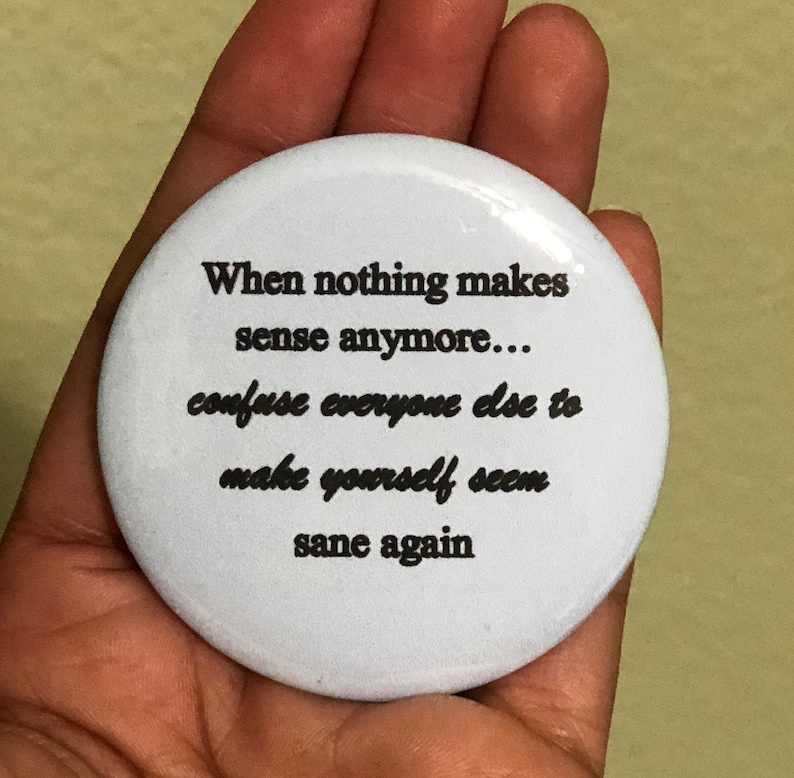 When nothing makes
sense anymore...
confuse everyone else to
make yourself seem
sane again